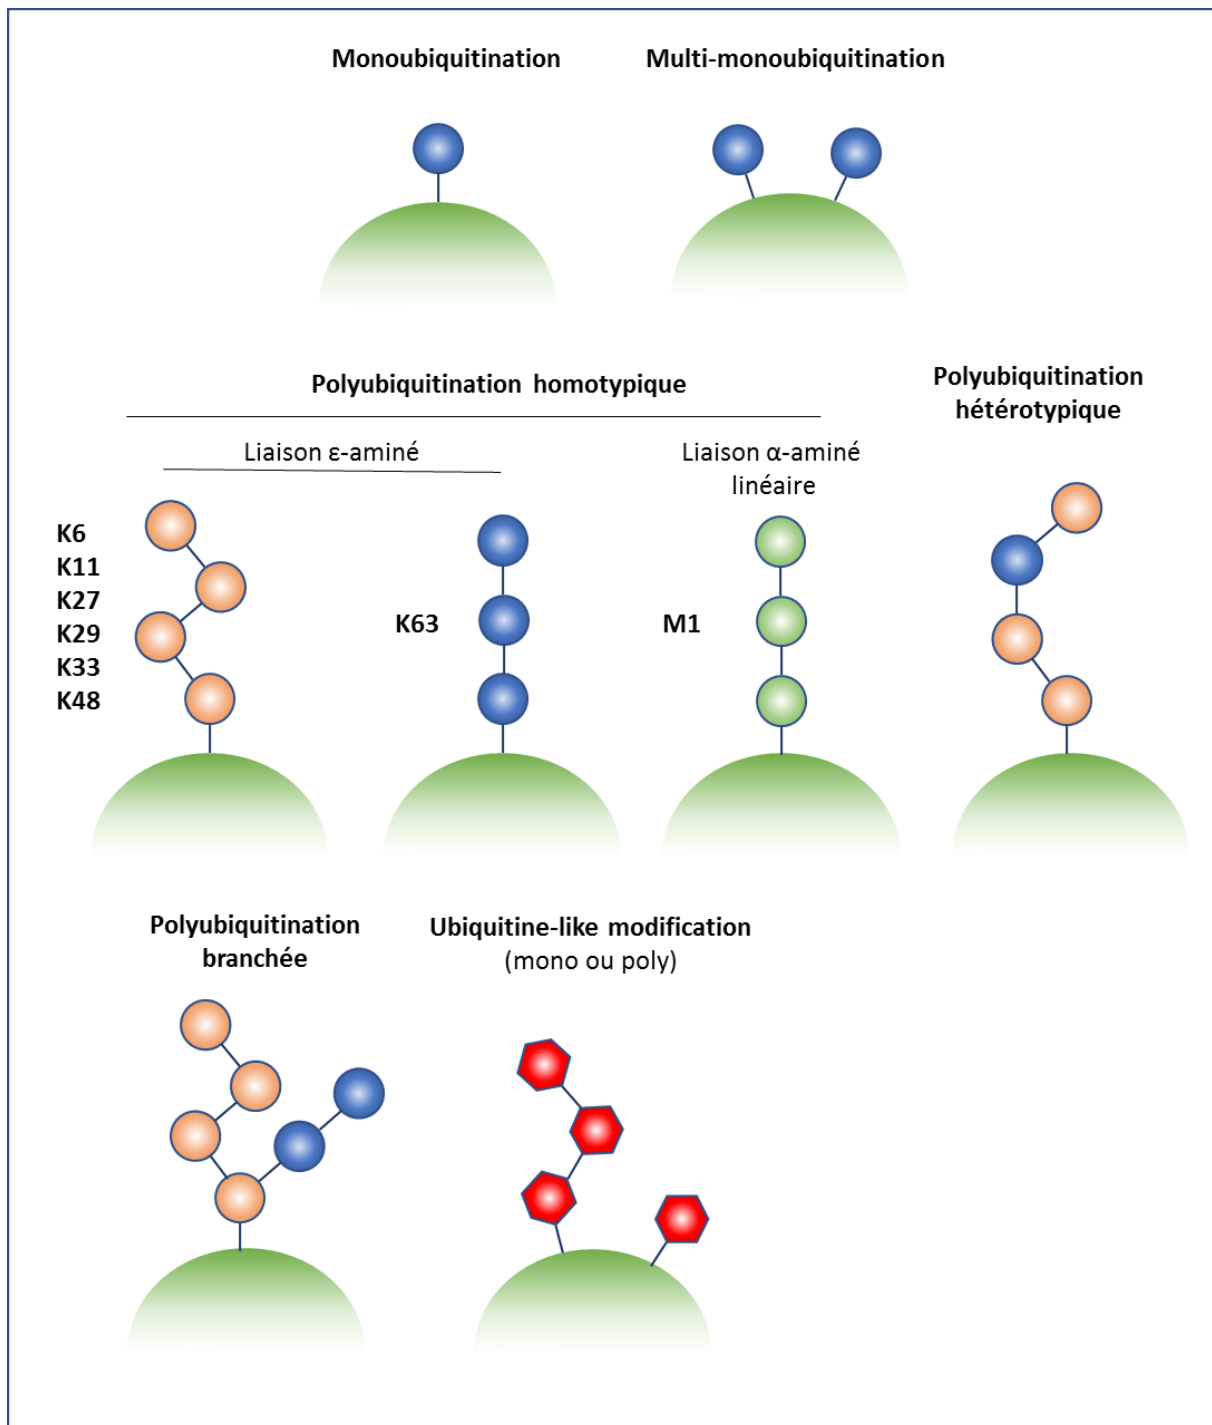 Monoubiquitination
Multi-monoubiquitination
Polyubiquitination homotypique
Polyubiquitination
hétérotypique
Liaison ε-aminé
Liaison α-aminé
linéaire
K6
K11
K27
K29
K33
K48
K63
M1
Polyubiquitination
branchée
Ubiquitine-like modification
(mono ou poly)